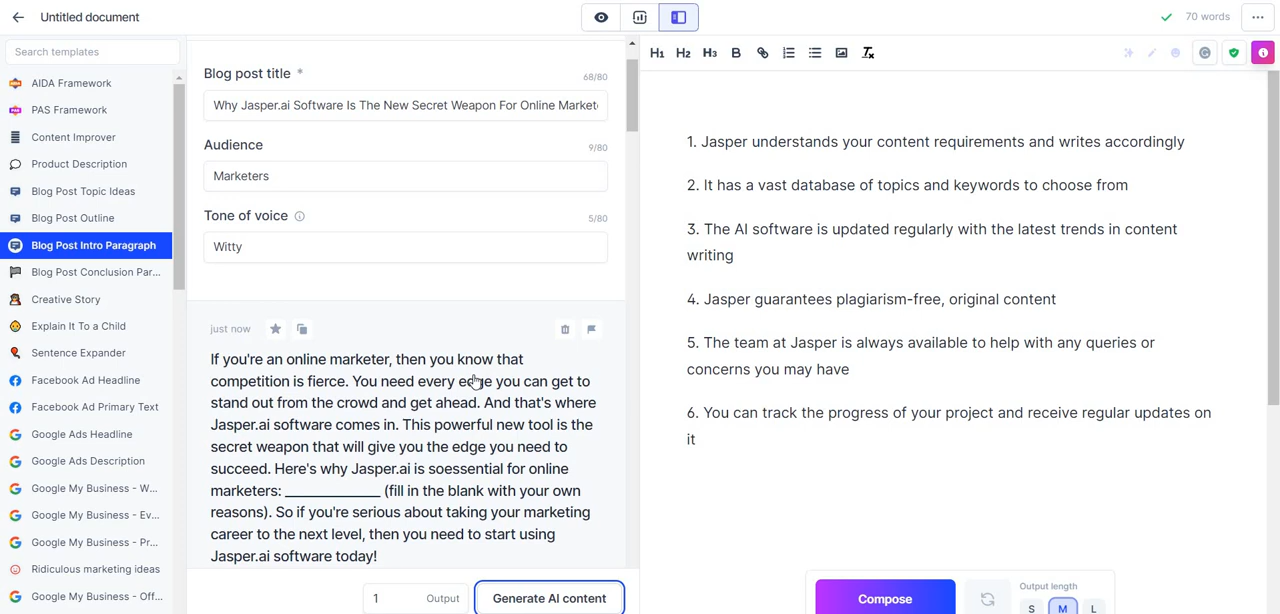 Untitled document
70 words
Search templates
AIDA Framework
PAS Framework
Content Improver
Product Description
Blog Post Topic Ideas
Blog Post Outline
Blog Post Intro Paragraph
Blog Post Conclusion Par...
Creative Story
Explain It To a Child
Sentence Expander
Facebook Ad Headline
Facebook Ad Primary Text
Google Ads Headline
Google Ads Description
Google My Business - W...
Google My Business - Ev...
Google My Business - Pr...
Ridiculous marketing ideas
Google My Business - Off...
Blog post title *
68/80
Why Jasper.ai Software Is The New Secret Weapon For Online Market
Audience
9/80
Marketers
Tone of voice
5/80
Witty
just now
If you're an online marketer, then you know that
competition is fierce. You need every edge you can get to
stand out from the crowd and get ahead. And that's where
Jasper.ai software comes in. This powerful new tool is the
secret weapon that will give you the edge you need to
succeed. Here's why Jasper.ai is soessential for online
marketers: _____________ (fill in the blank with your own
reasons). So if you're serious about taking your marketing
career to the next level, then you need to start using
Jasper.ai software today!
1 Output
Generate AI content
H1 H2 H3 B
1. Jasper understands your content requirements and writes accordingly
2. It has a vast database of topics and keywords to choose from
3. The AI software is updated regularly with the latest trends in content
writing
4. Jasper guarantees plagiarism-free, original content
5. The team at Jasper is always available to help with any queries or
concerns you may have
6. You can track the progress of your project and receive regular updates on
it
Compose
Output length
S M L